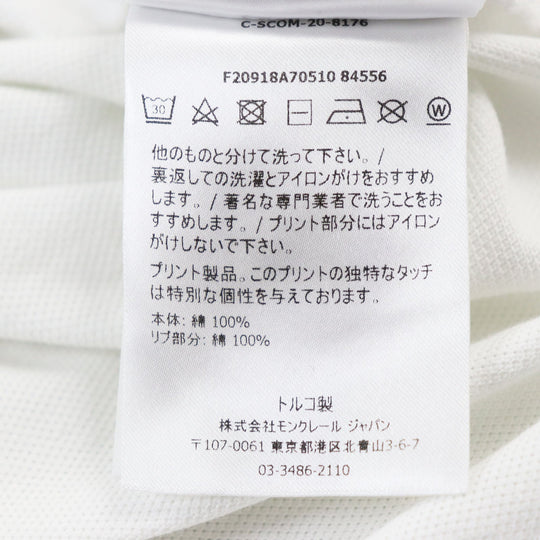 C-SCOM-20-8176
F20918A70510 84556
30
W
他のものと分けて洗って下さい。/
裏返しての洗濯とアイロンがけをおすすめ
します。/ 著名な専門業者で洗うことをお
すすめします。/ プリント部分にはアイロン
がけしないで下さい。
プリント製品。このプリントの独特なタッチ
は特別な個性を与えております。
本体: 綿 100%
リブ部分: 綿 100%
トルコ製
株式会社モンクレール ジャパン
〒107-0061 東京都港区北青山3-6-7
03-3486-2110